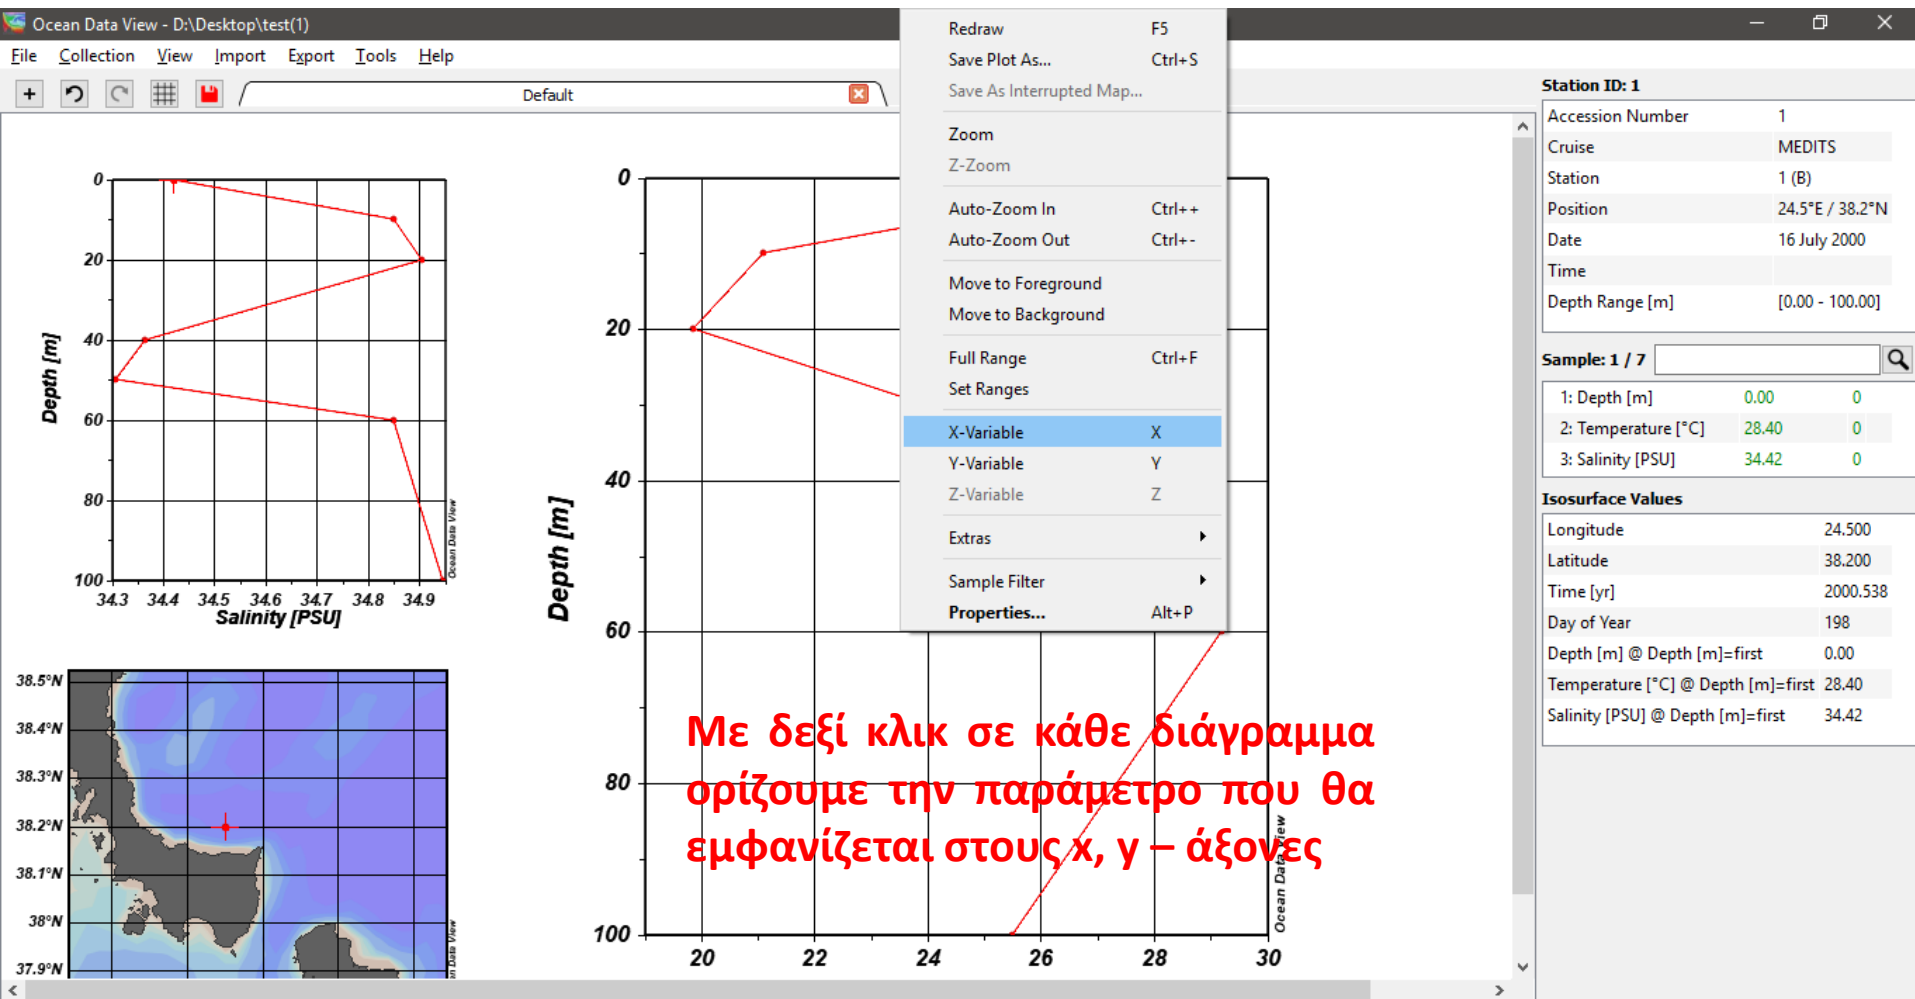 Ocean Data View - D:\Desktop\test(1)
File Collection View Import Export Tools Help
Default
Redraw F5
Save Plot As... Ctrl+S
Save As Interrupted Map...
Zoom
Z-Zoom
Auto-Zoom In Ctrl++
Auto-Zoom Out Ctrl+-
Move to Foreground
Move to Background
Full Range Ctrl+F
Set Ranges
X-Variable X
Y-Variable Y
Z-Variable Z
Extras
Sample Filter
Properties... Alt+P
0
20
40
60
80
100
Depth [m]
34.3 34.4 34.5 34.6 34.7 34.8 34.9
Salinity [PSU]
Ocean Data View
38.5°N
38.4°N
38.3°N
38.2°N
38.1°N
38°N
37.9°N
0
20
40
60
80
100
Depth [m]
20 22 24 26 28 30
Ocean Data View
Με δεξί κλικ σε κάθε διάγραμμα
ορίζουμε την παράμετρο που θα
εμφανίζεται στους x, y – άξονες
Station ID: 1
Accession Number 1
Cruise MEDITS
Station 1 (B)
Position 24.5°E / 38.2°N
Date 16 July 2000
Time
Depth Range [m] [0.00 - 100.00]
Sample: 1 / 7
1: Depth [m] 0.00 0
2: Temperature [°C] 28.40 0
3: Salinity [PSU] 34.42 0
Isosurface Values
Longitude 24.500
Latitude 38.200
Time [yr] 2000.538
Day of Year 198
Depth [m] @ Depth [m]=first 0.00
Temperature [°C] @ Depth [m]=first 28.40
Salinity [PSU] @ Depth [m]=first 34.42